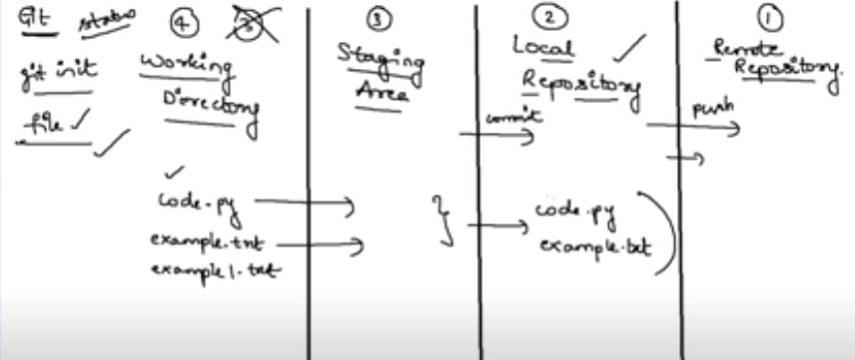 Git status
git init
file ✓
④ ③
Working
Directory
③
Staging
Area
②
Local
Repository
①
Remote
Repository.
commit
push
code.py
example.txt
example1.txt
code.py
example.txt